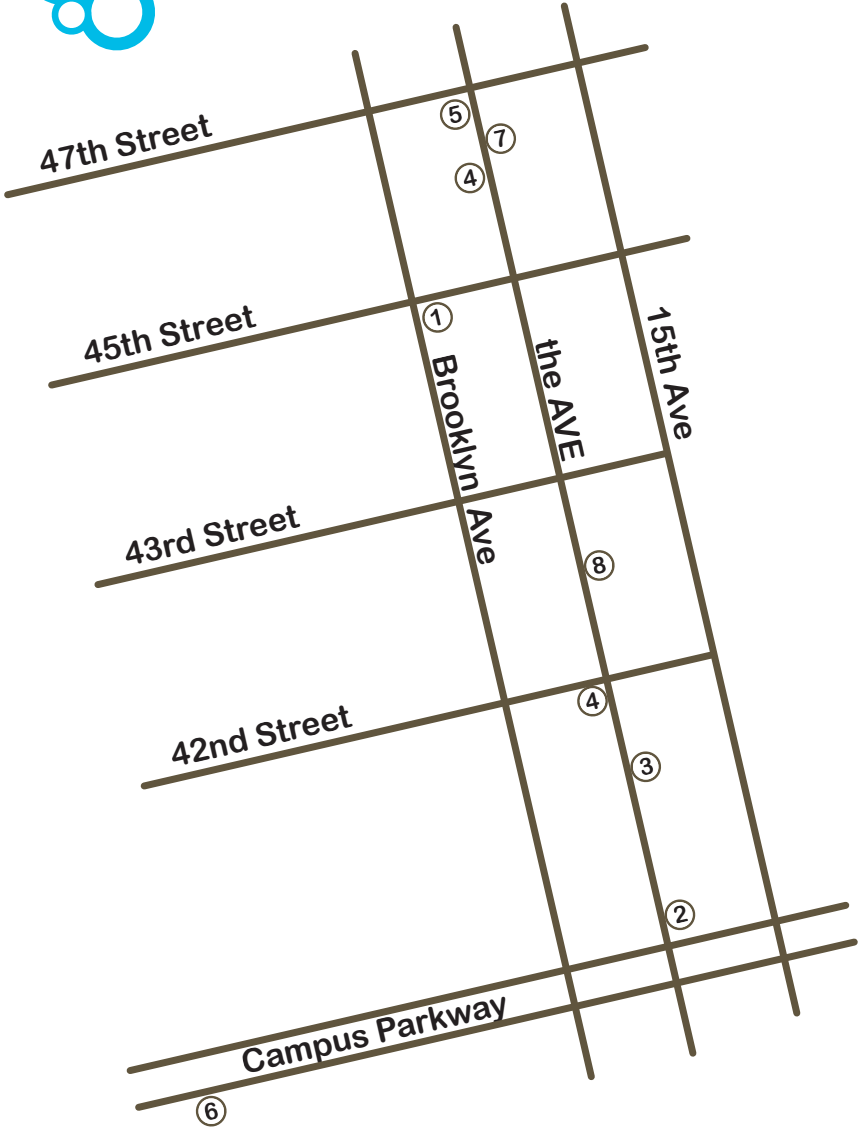 47th Street
5
7
4
45th Street
1
15th Ave
the AVE
Brooklyn Ave
43rd Street
8
42nd Street
4
3
2
Campus Parkway
6